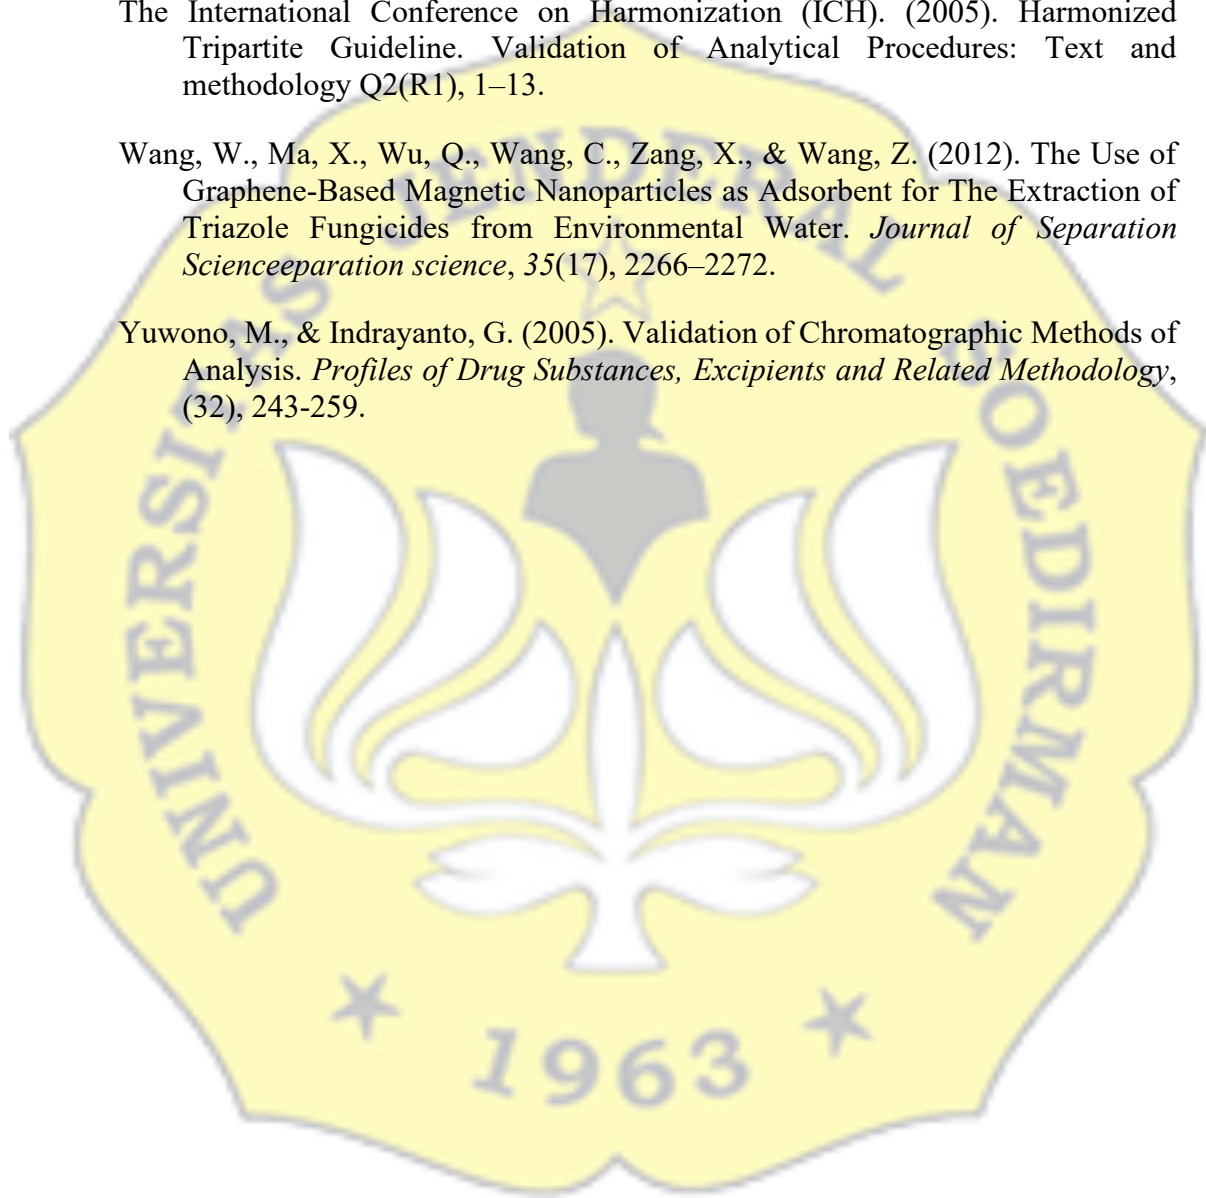 The International Conference on Harmonization (ICH). (2005). Harmonized
Tripartite Guideline. Validation of Analytical Procedures: Text and
methodology Q2(R1), 1–13.
Wang, W., Ma, X., Wu, Q., Wang, C., Zang, X., & Wang, Z. (2012). The Use of
Graphene-Based Magnetic Nanoparticles as Adsorbent for The Extraction of
Triazole Fungicides from Environmental Water. Journal of Separation
Scienceeparation science, 35(17), 2266–2272.
Yuwono, M., & Indrayanto, G. (2005). Validation of Chromatographic Methods of
Analysis. Profiles of Drug Substances, Excipients and Related Methodology,
(32), 243-259.
UNIVERSITAS JENDERAL SOEDIRMAN
1963